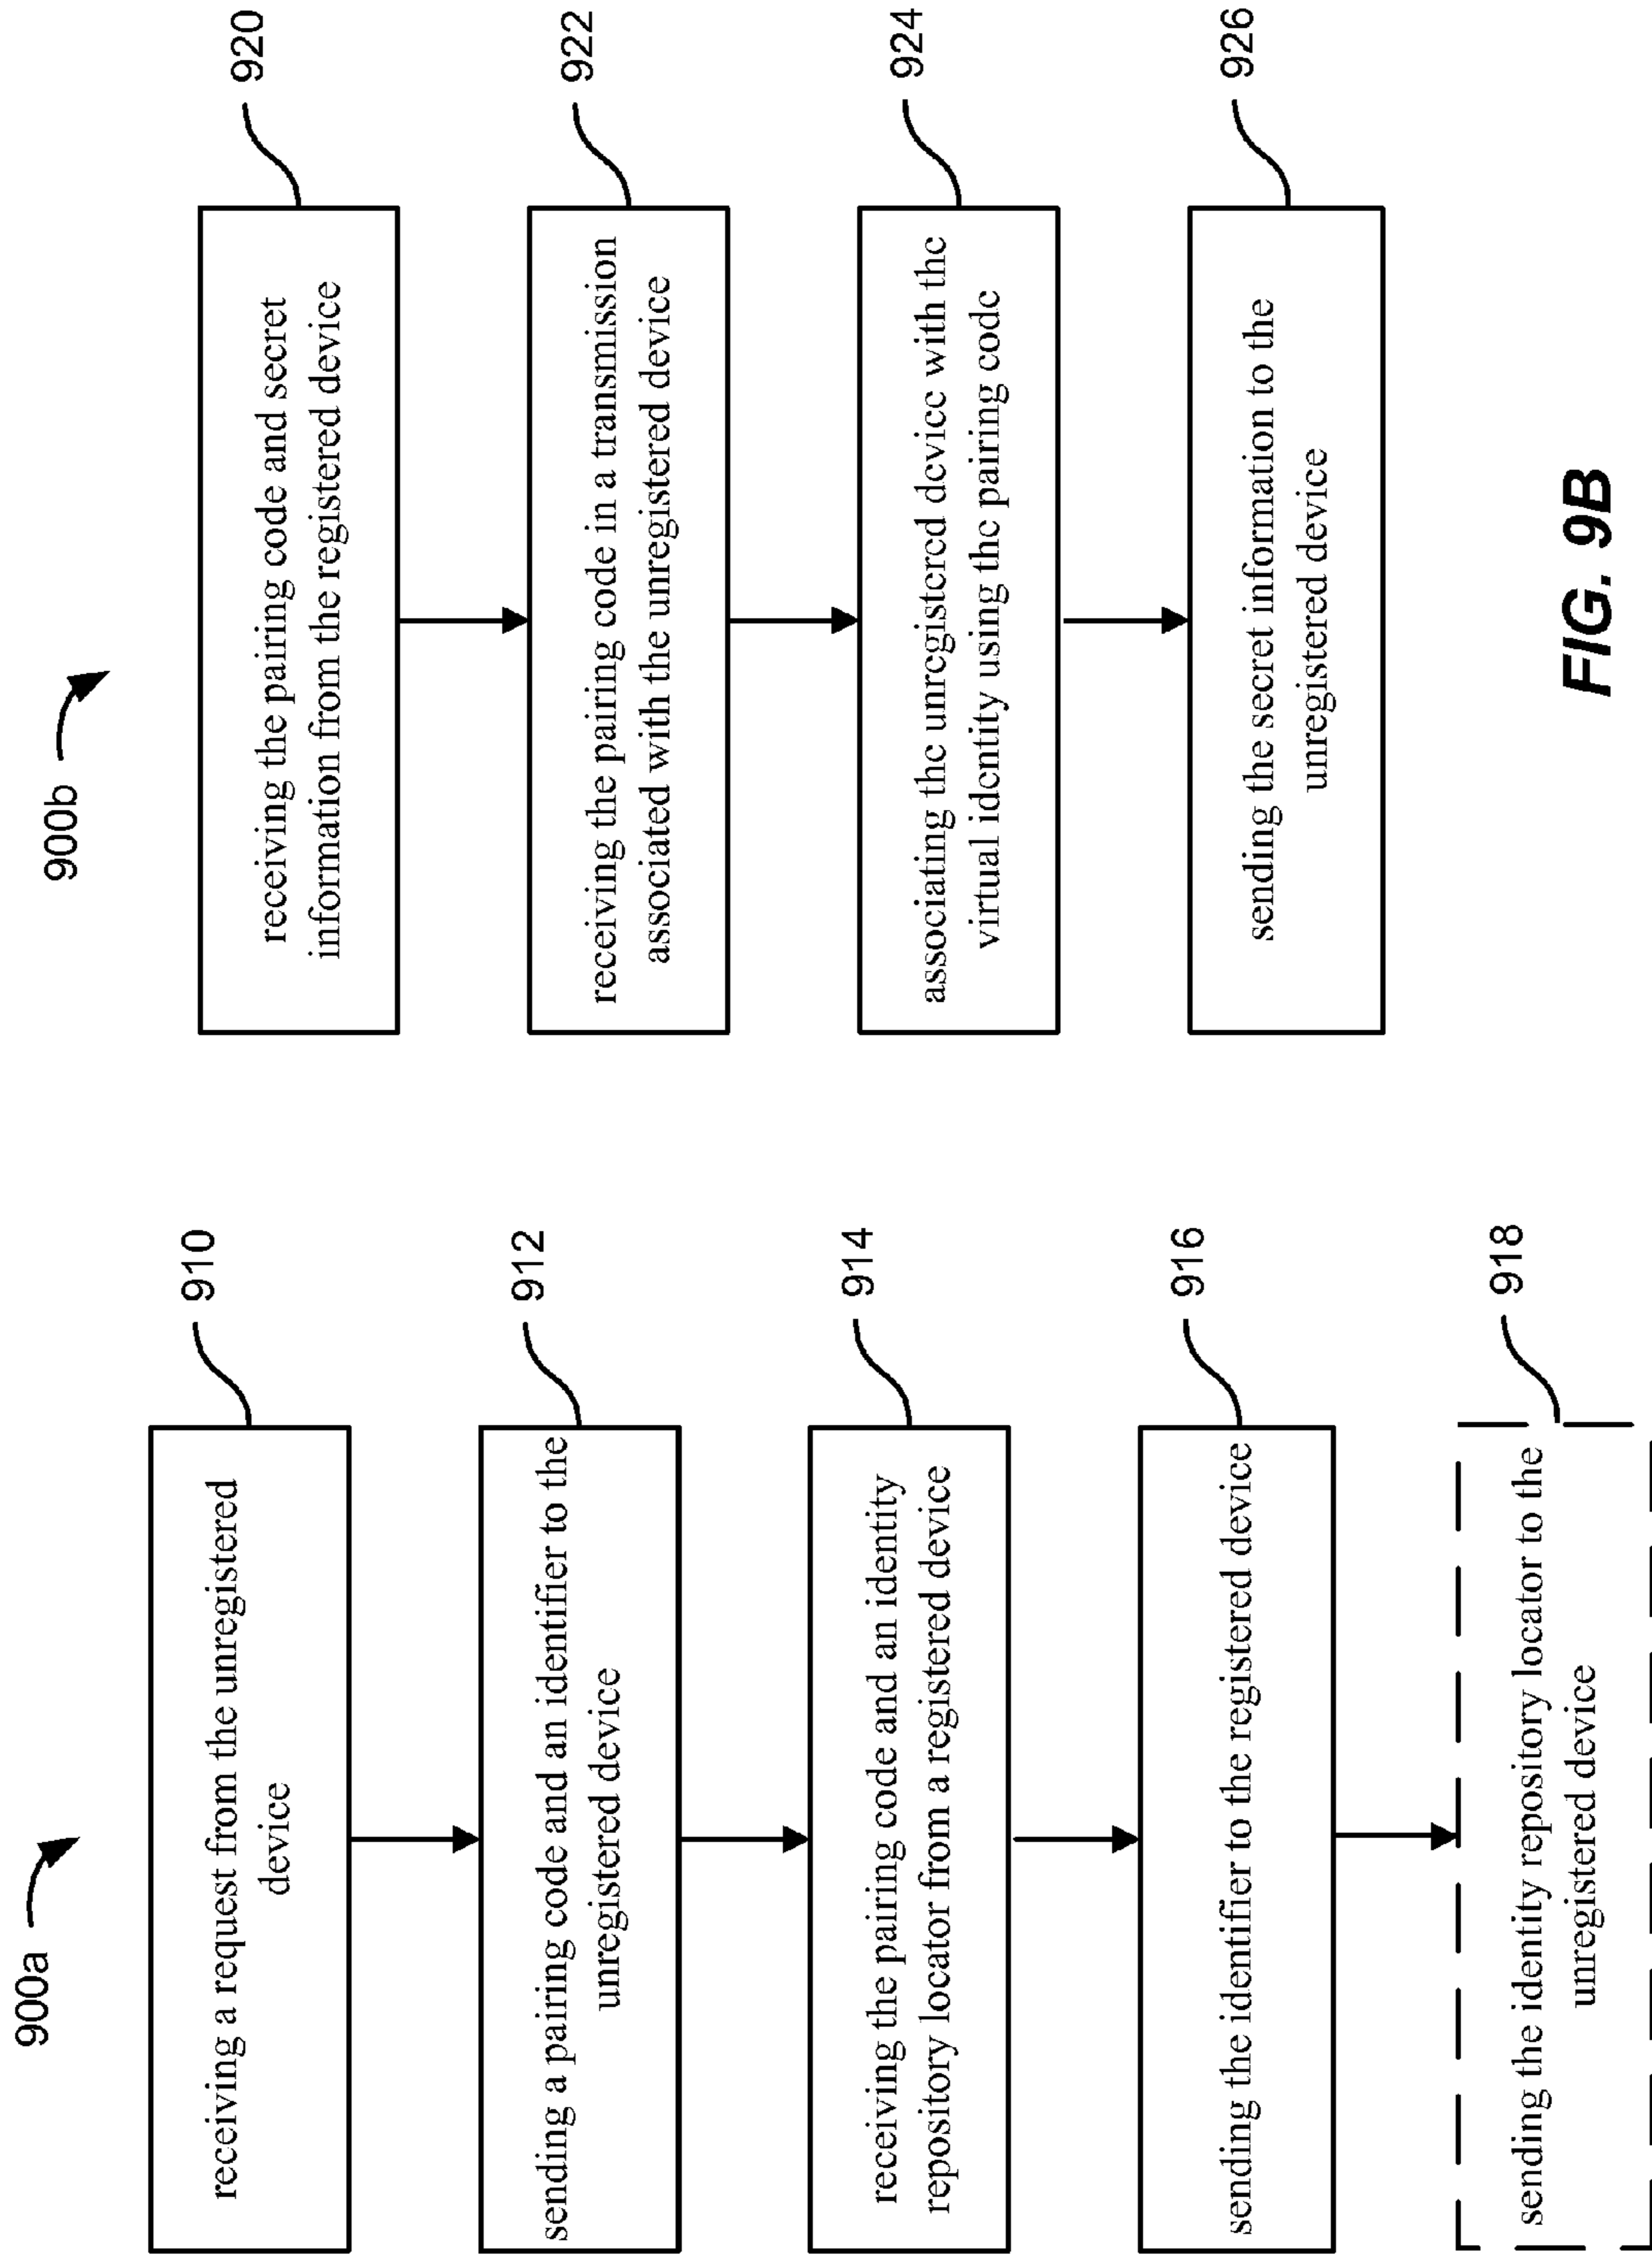 900a
receiving a request from the unregistered
device
910
sending a pairing code and an identifier to the
unregistered device
912
receiving the pairing code and an identity
repository locator from a registered device
914
sending the identifier to the registered device
916
sending the identity repository locator to the
unregistered device
918
900b
receiving the pairing code and secret
information from the registered device
920
receiving the pairing code in a transmission
associated with the unregistered device
922
associating the unregistered device with the
virtual identity using the pairing code
924
sending the secret information to the
unregistered device
926
FIG. 9B